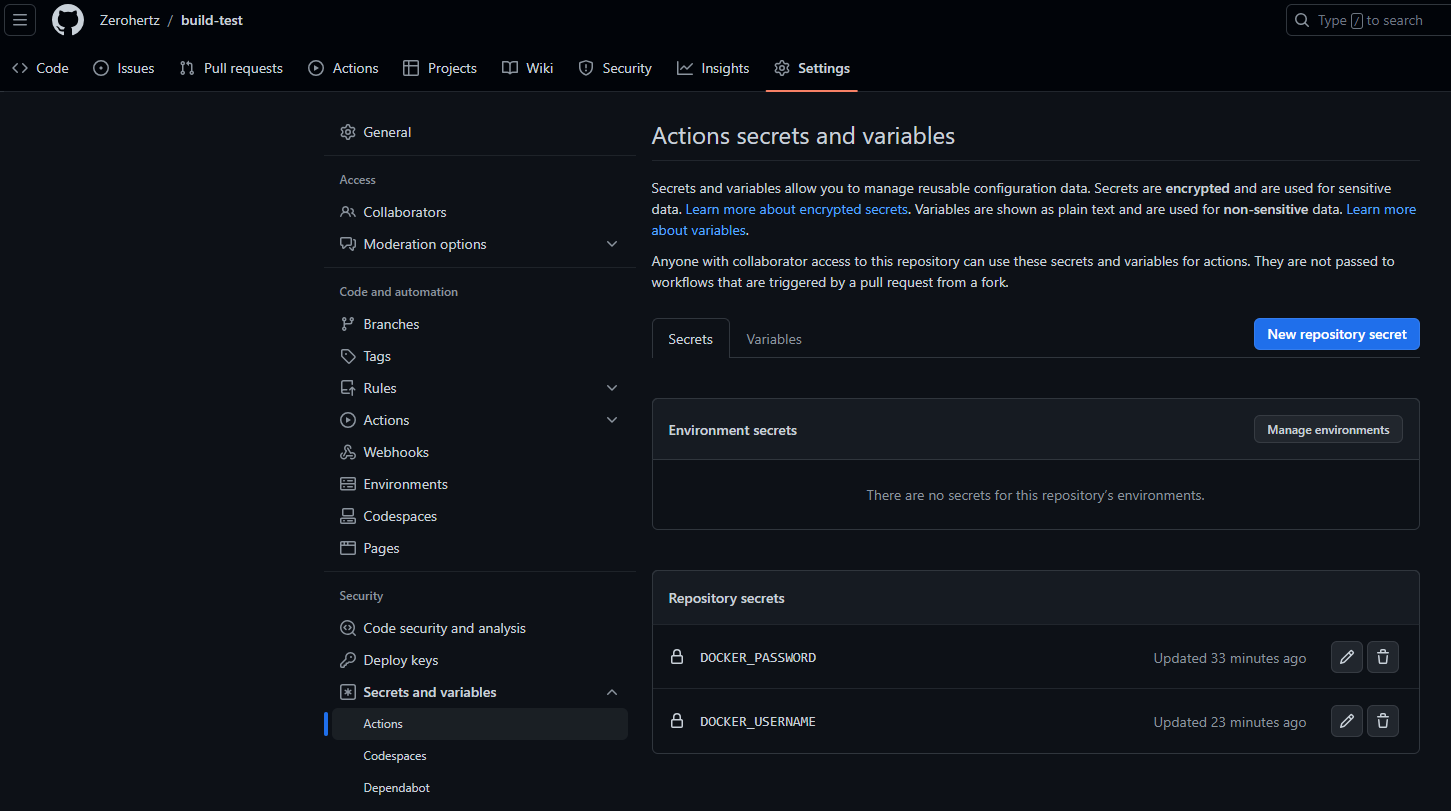 Zerohertz / build-test
Type / to search
Code Issues Pull requests Actions Projects Wiki Security Insights Settings
General
Access
Collaborators
Moderation options
Code and automation
Branches
Tags
Rules
Actions
Webhooks
Environments
Codespaces
Pages
Security
Code security and analysis
Deploy keys
Secrets and variables
Actions
Codespaces
Dependabot
Actions secrets and variables
Secrets and variables allow you to manage reusable configuration data. Secrets are encrypted and are used for sensitive
data. Learn more about encrypted secrets. Variables are shown as plain text and are used for non-sensitive data. Learn more
about variables.
Anyone with collaborator access to this repository can use these secrets and variables for actions. They are not passed to
workflows that are triggered by a pull request from a fork.
Secrets Variables New repository secret
Environment secrets Manage environments
There are no secrets for this repository’s environments.
Repository secrets
DOCKER_PASSWORD Updated 33 minutes ago
DOCKER_USERNAME Updated 23 minutes ago